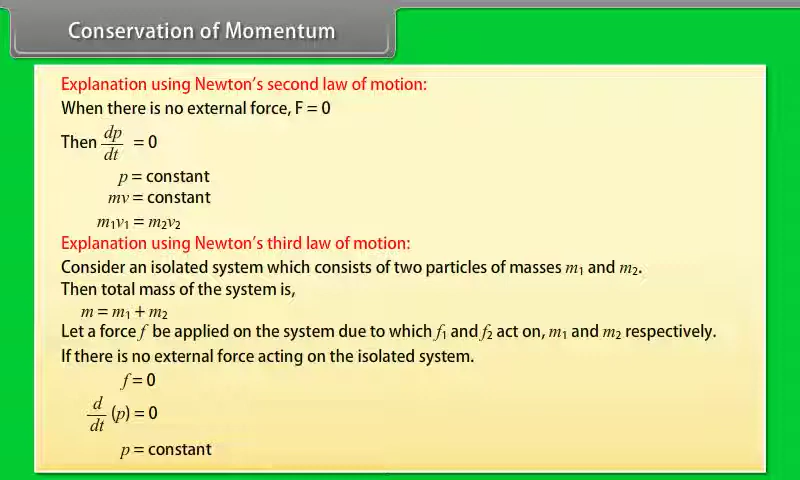 Conservation of Momentum
Explanation using Newton's second law of motion:
When there is no external force, F = 0
Then dp/dt = 0
p = constant
mv = constant
m₁v₁ = m₂v₂
Explanation using Newton's third law of motion:
Consider an isolated system which consists of two particles of masses m₁ and m₂.
Then total mass of the system is,
m = m₁ + m₂
Let a force f be applied on the system due to which f₁ and f₂ act on, m₁ and m₂ respectively.
If there is no external force acting on the isolated system.
f = 0
d/dt (p) = 0
p = constant